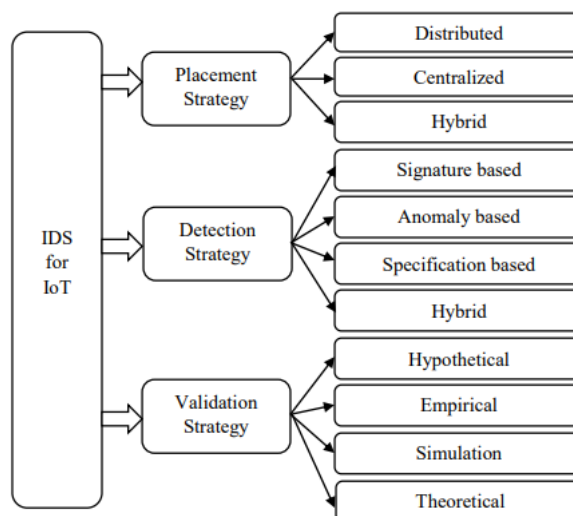 IDS
for
IoT
Placement
Strategy
Distributed
Centralized
Hybrid
Detection
Strategy
Signature based
Anomaly based
Specification based
Hybrid
Validation
Strategy
Hypothetical
Empirical
Simulation
Theoretical